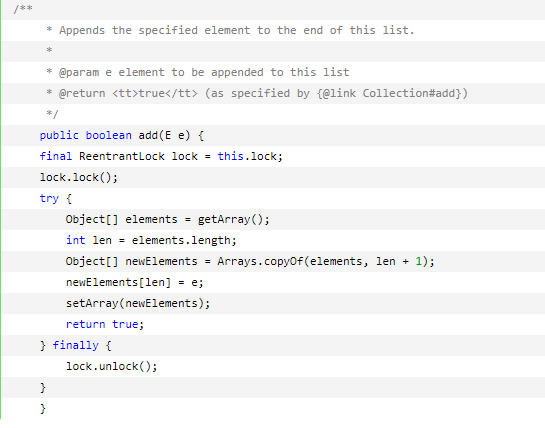 /**
     * Appends the specified element to the end of this list.
     *
     * @param e element to be appended to this list
     * @return <tt>true</tt> (as specified by {@link Collection#add})
     */
    public boolean add(E e) {
    final ReentrantLock lock = this.lock;
    lock.lock();
    try {
        Object[] elements = getArray();
        int len = elements.length;
        Object[] newElements = Arrays.copyOf(elements, len + 1);
        newElements[len] = e;
        setArray(newElements);
        return true;
    } finally {
        lock.unlock();
    }
    }